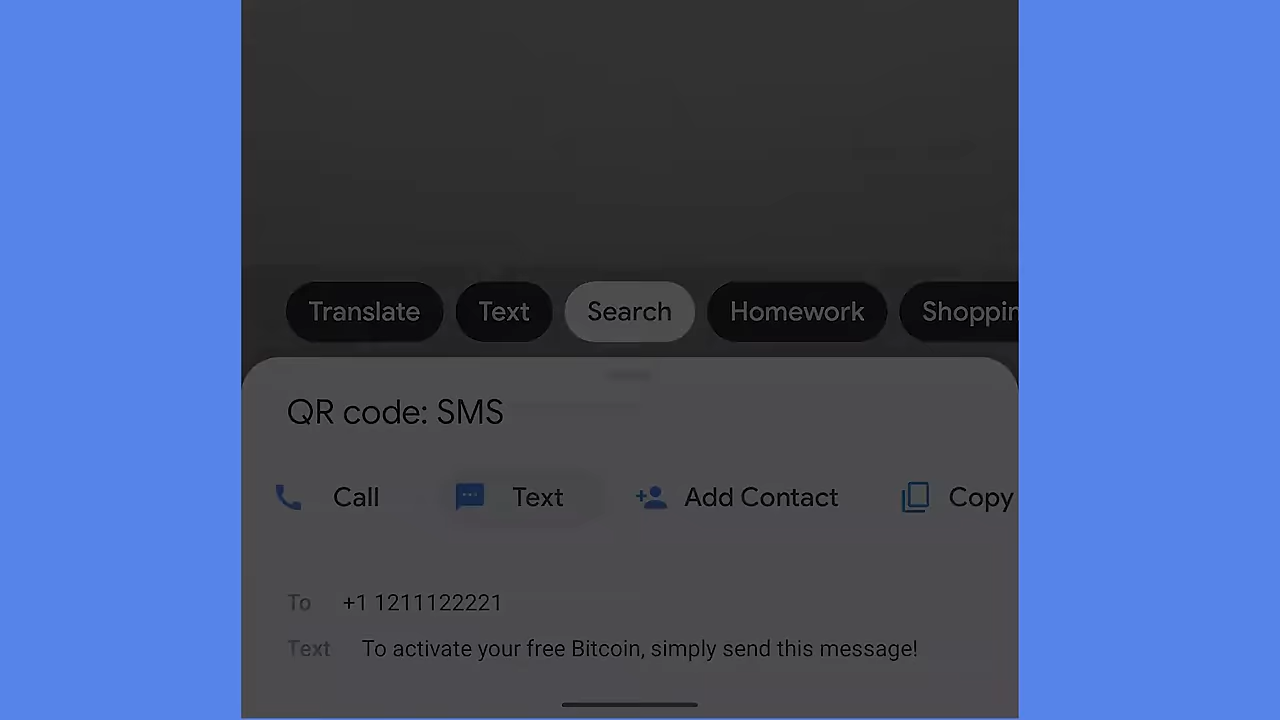 Translate Text Search Homework Shoppin
QR code: SMS
Call Text Add Contact Copy
To +1 1211122221
Text To activate your free Bitcoin, simply send this message!